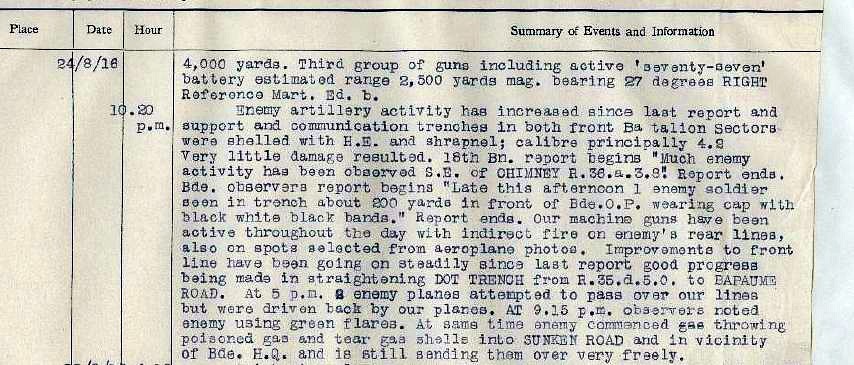 Place Date Hour Summary of Events and Information
24/8/16 4,000 yards. Third group of guns including active 'seventy-seven'
battery estimated range 2,500 yards mag. bearing 27 degrees RIGHT
Reference Mart. Ed. b.
10.20 Enemy artillery activity has increased since last report and
p.m. support and communication trenches in both front Ba talion Sectors
were shelled with H.E. and shrapnel; calibre principally 4.2
Very little damage resulted. 18th Bn. report begins "Much enemy
activity has been observed S.E. of CHIMNEY R.36.a.3.8" Report ends.
Bde. observers report begins "Late this afternoon 1 enemy soldier
seen in trench about 200 yards in front of Bde.O.P. wearing cap with
black white black bands." Report ends. Our machine guns have been
active throughout the day with indirect fire on enemy's rear lines,
also on spots selected from aeroplane photos. Improvements to front
line have been going on steadily since last report good progress
being made in straightening DOT TRENCH from R.35.d.5.0. to BAPAUME
ROAD. At 5 p.m. 2 enemy planes attempted to pass over our lines
but were driven back by our planes. AT 9.15 p.m. observers noted
enemy using green flares. At same time enemy commenced gas throwing
poisoned gas and tear gas shells into SUNKEN ROAD and in vicinity
of Bde. H.Q. and is still sending them over very freely.